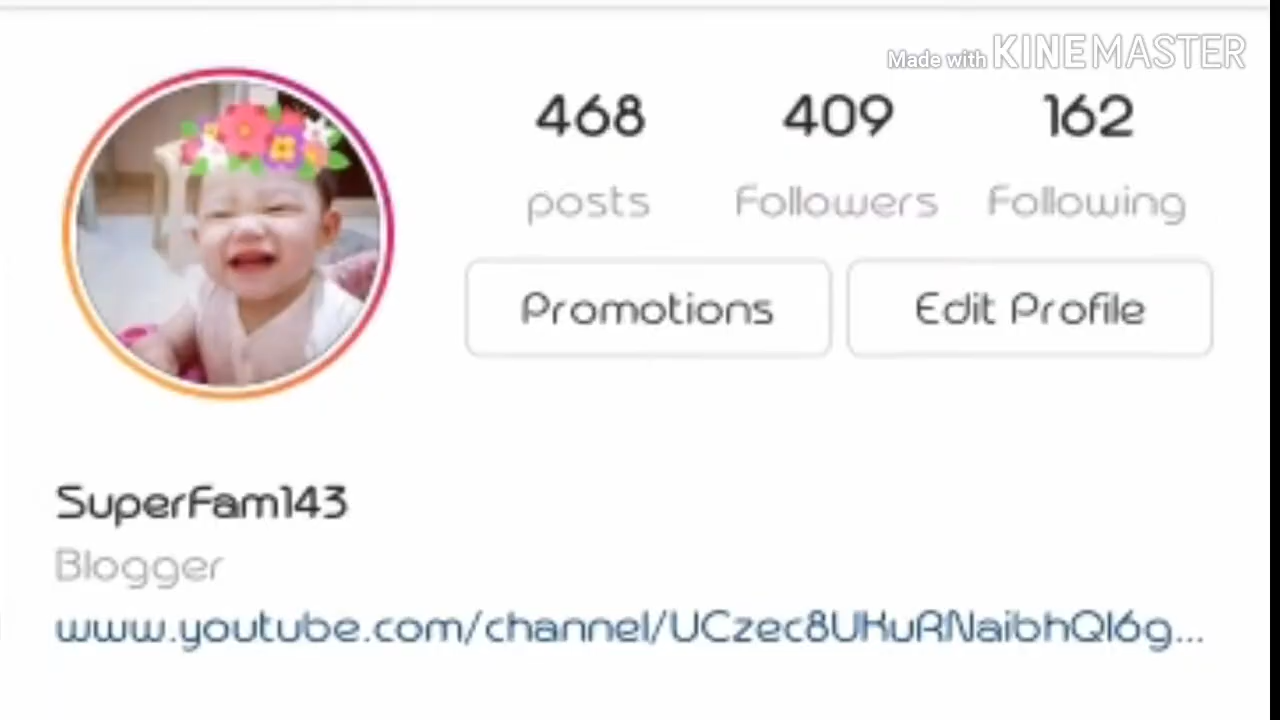 Made with KINEMASTER
468 409 162
posts Followers Following
Promotions Edit Profile
SuperFam143
Blogger
www.youtube.com/channel/UCzec8UKuRNaibhQl6g...